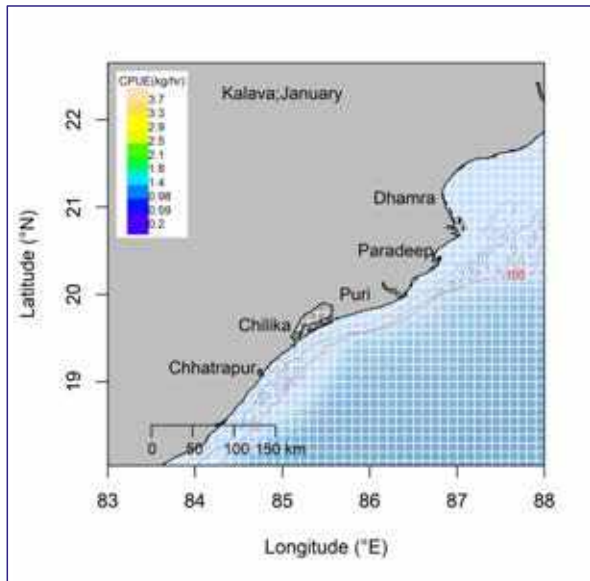 CPUE(kg/hr)
3.7
3.3
2.9
2.5
2.1
1.8
1.4
0.98
0.59
0.2
Kalava;January
Dhamra
Paradeep
Puri
Chilika
Chhatrapur
100
0 50 100 150 km
22
21
20
19
Latitude (°N)
83 84 85 86 87 88
Longitude (°E)